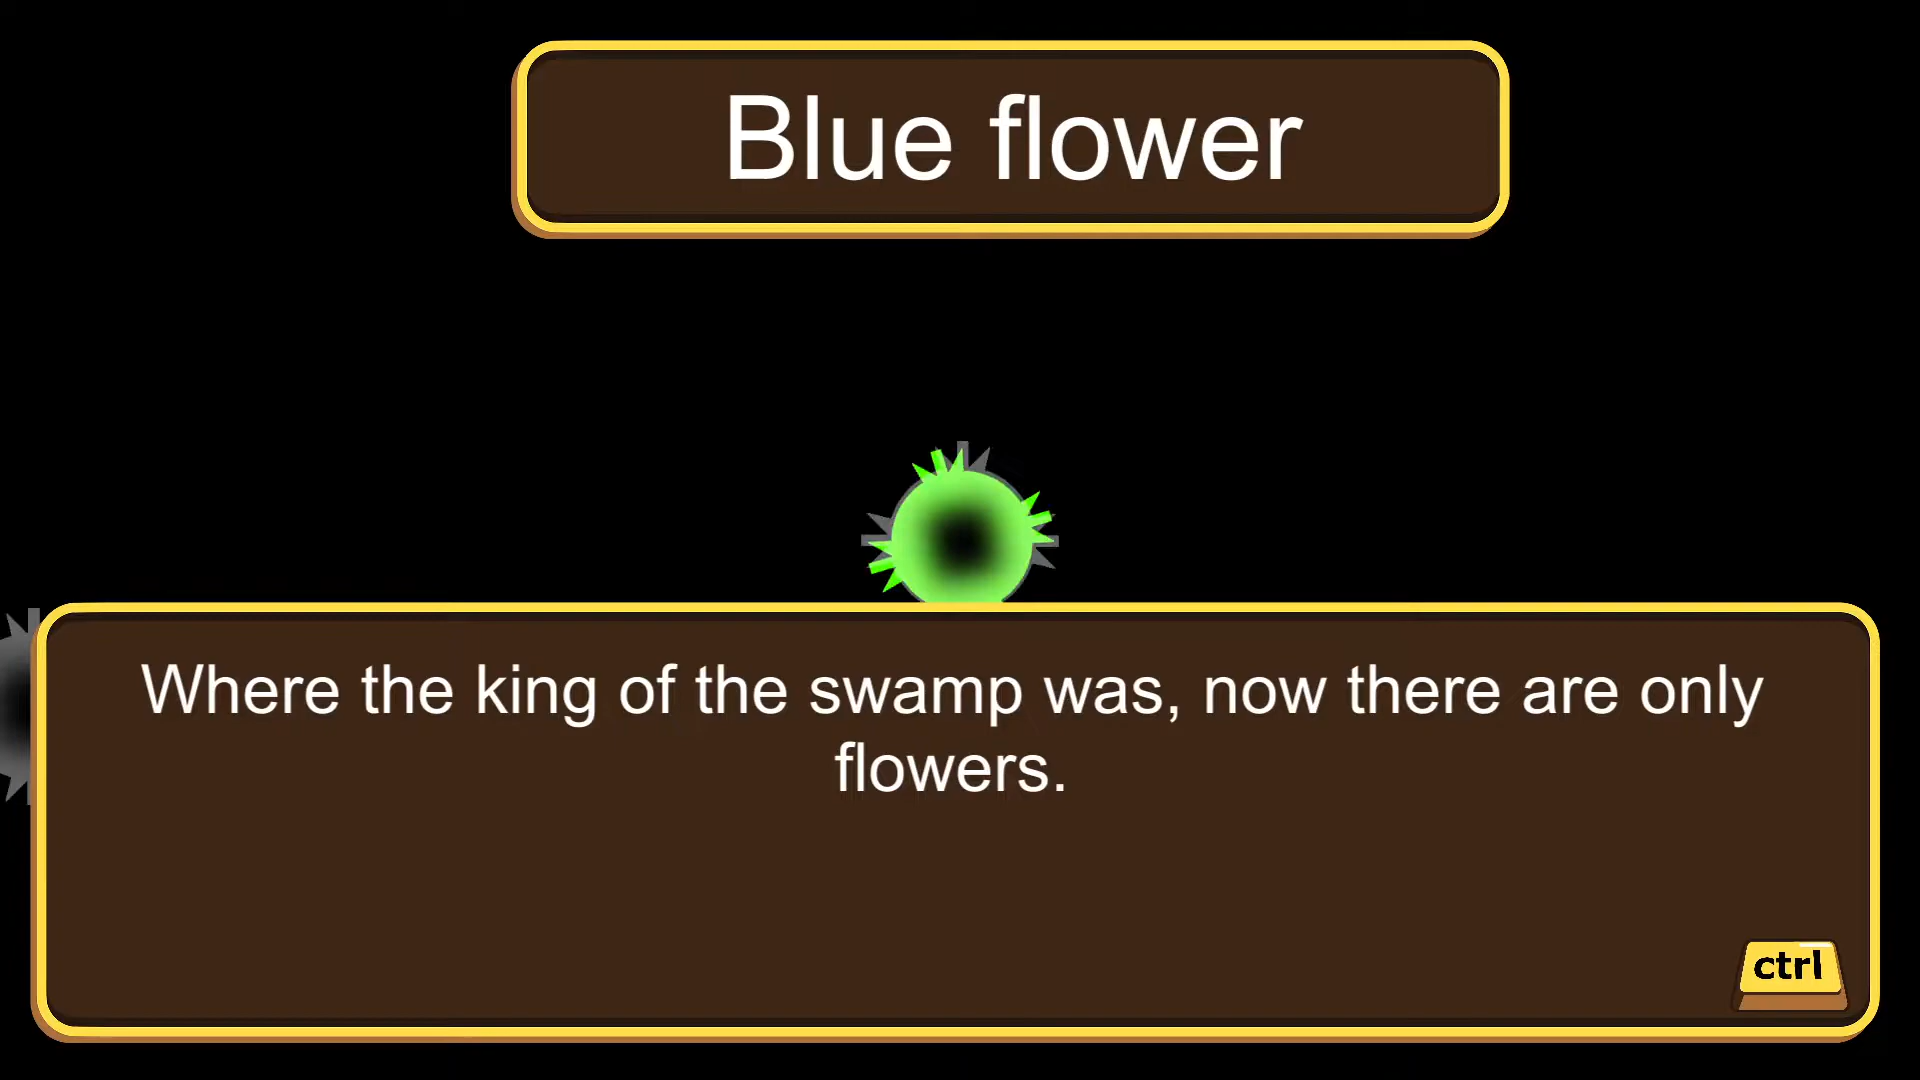 Blue flower
Where the king of the swamp was, now there are only
flowers.
ctrl